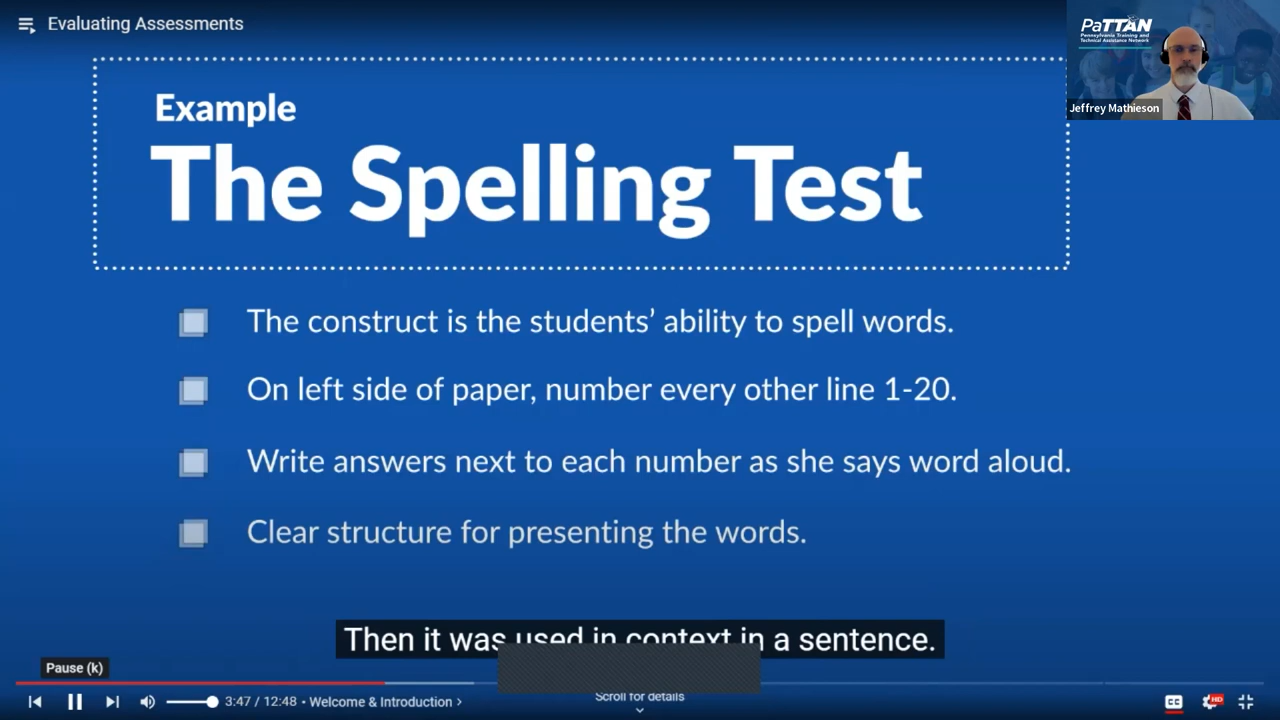 Evaluating Assessments
PaTTAN
Pennsylvania Training and
Technical Assistance Network
Jeffrey Mathieson
Example
The Spelling Test
The construct is the students’ ability to spell words.
On left side of paper, number every other line 1-20.
Write answers next to each number as she says word aloud.
Clear structure for presenting the words.
Then it was used in context in a sentence.
Pause (k)
3:47 / 12:48 • Welcome & Introduction >
Scroll for details
CC
HD